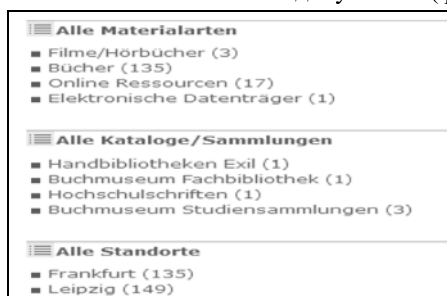 Alle Materialarten
Filme/Hörbücher (3)
Bücher (135)
Online Ressourcen (17)
Elektronische Datenträger (1)
Alle Kataloge/Sammlungen
Handbibliotheken Exil (1)
Buchmuseum Fachbibliothek (1)
Hochschulschriften (1)
Buchmuseum Studiensammlungen (3)
Alle Standorte
Frankfurt (135)
Leipzig (149)